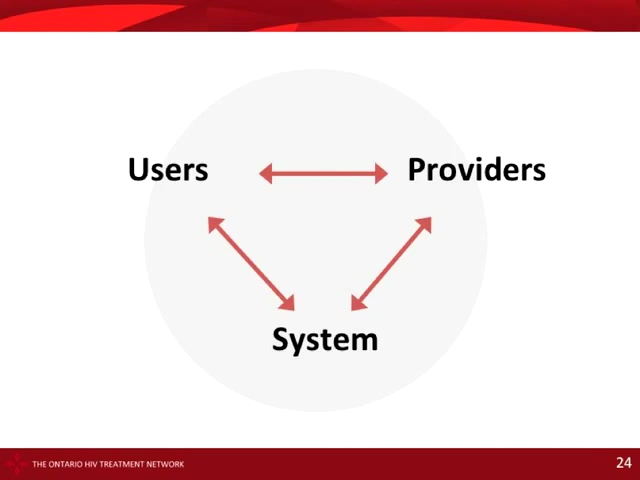 Users
Providers
System
THE ONTARIO HIV TREATMENT NETWORK
24